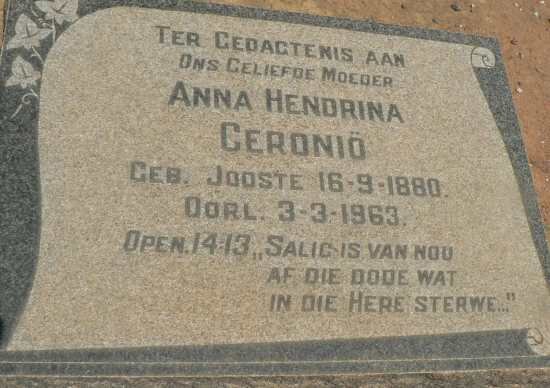 TER GEDAGTENIS AAN
ONS GELIEFDE MOEDER
ANNA HENDRINA
GERONIÖ
GEB. JOOSTE 16-9-1880.
OORL. 3-3-1963.
OPEN.14:13 „SALIG IS VAN NOU
AF DIE DODE WAT
IN DIE HERE STERWE..."